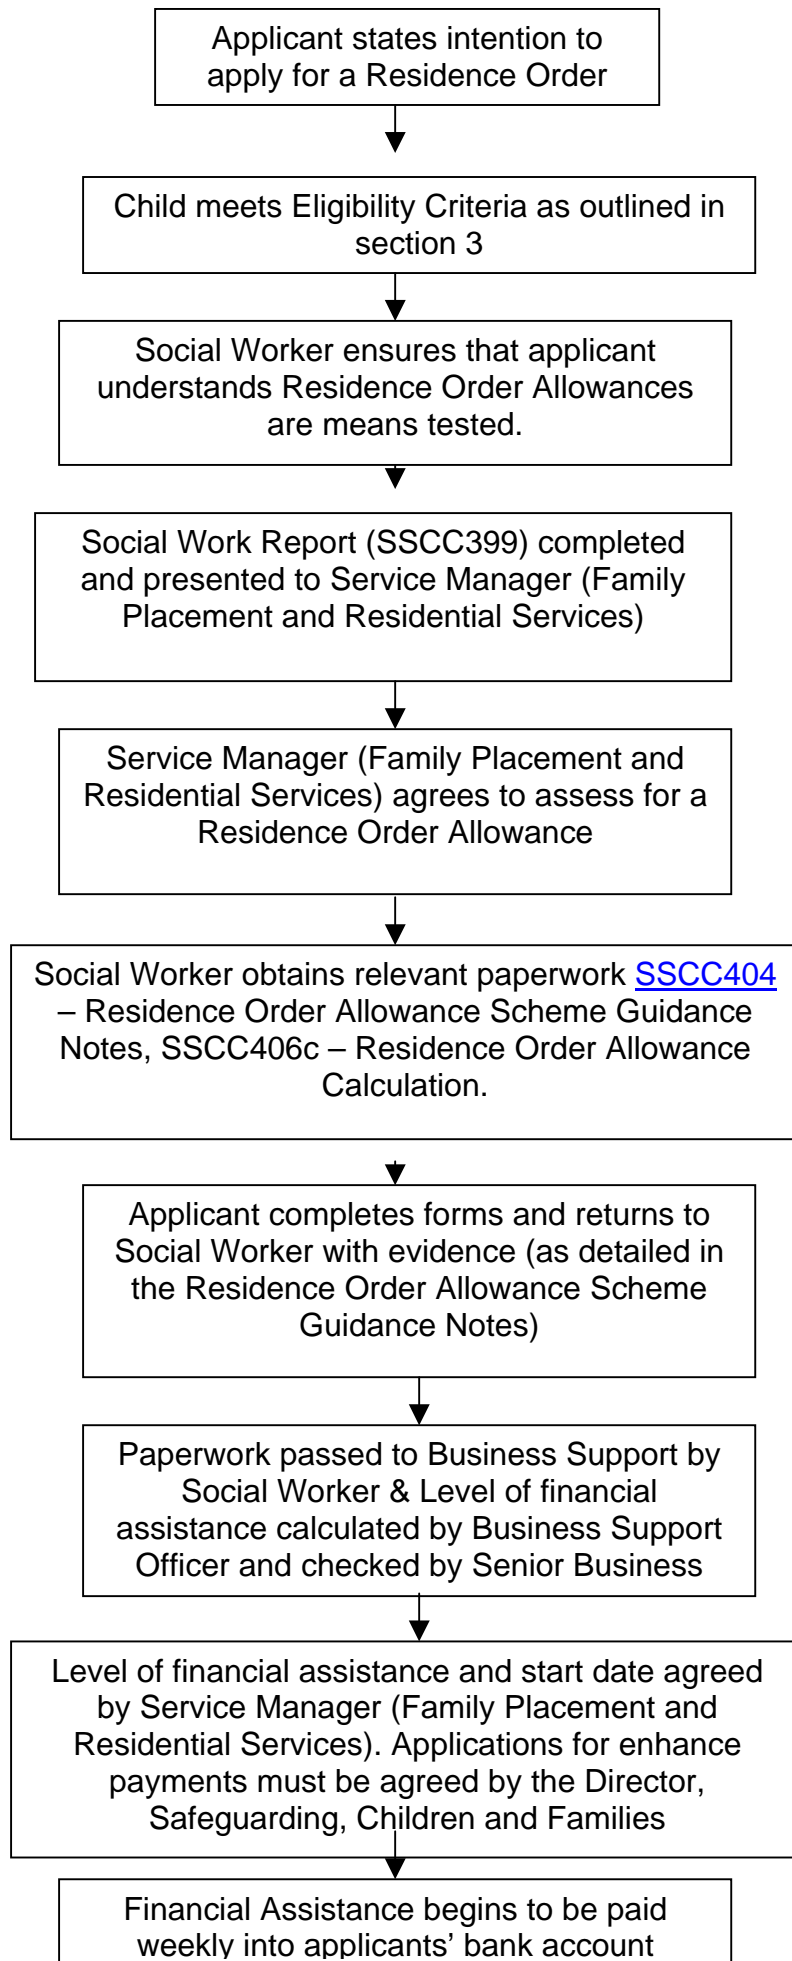 Applicant states intention to
apply for a Residence Order
Child meets Eligibility Criteria as outlined in
section 3
Social Worker ensures that applicant
understands Residence Order Allowances
are means tested.
Social Work Report (SSCC399) completed
and presented to Service Manager (Family
Placement and Residential Services)
Service Manager (Family Placement and
Residential Services) agrees to assess for a
Residence Order Allowance
Social Worker obtains relevant paperwork SSCC404
– Residence Order Allowance Scheme Guidance
Notes, SSCC406c – Residence Order Allowance
Calculation.
Applicant completes forms and returns to
Social Worker with evidence (as detailed in
the Residence Order Allowance Scheme
Guidance Notes)
Paperwork passed to Business Support by
Social Worker & Level of financial
assistance calculated by Business Support
Officer and checked by Senior Business
Level of financial assistance and start date agreed
by Service Manager (Family Placement and
Residential Services). Applications for enhance
payments must be agreed by the Director,
Safeguarding, Children and Families
Financial Assistance begins to be paid
weekly into applicants’ bank account